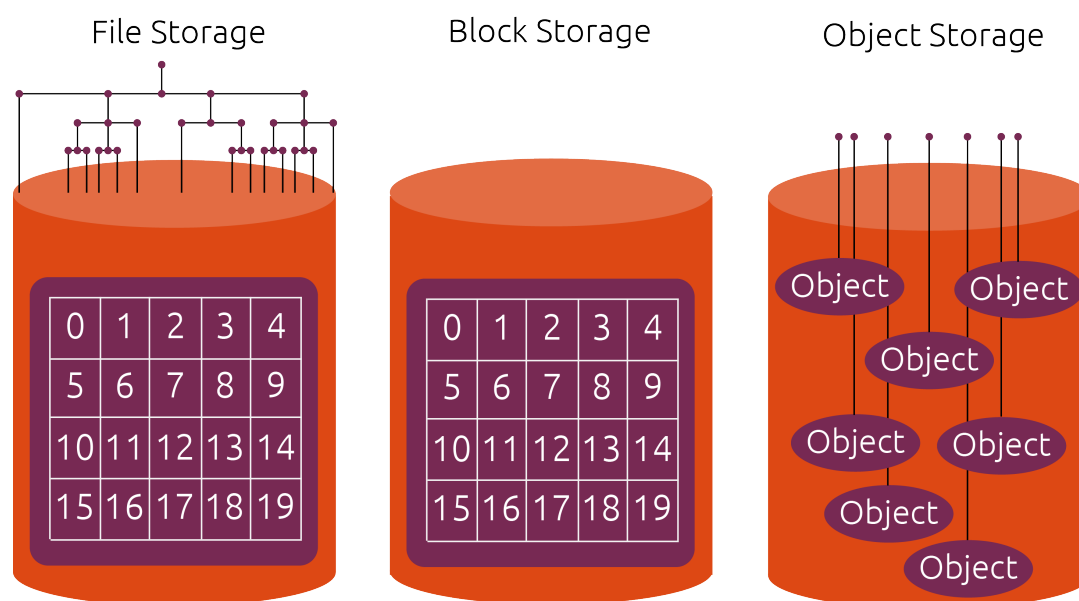 File Storage
Block Storage
Object Storage
0 1 2 3 4
5 6 7 8 9
10 11 12 13 14
15 16 17 18 19
0 1 2 3 4
5 6 7 8 9
10 11 12 13 14
15 16 17 18 19
Object
Object
Object
Object
Object
Object
Object